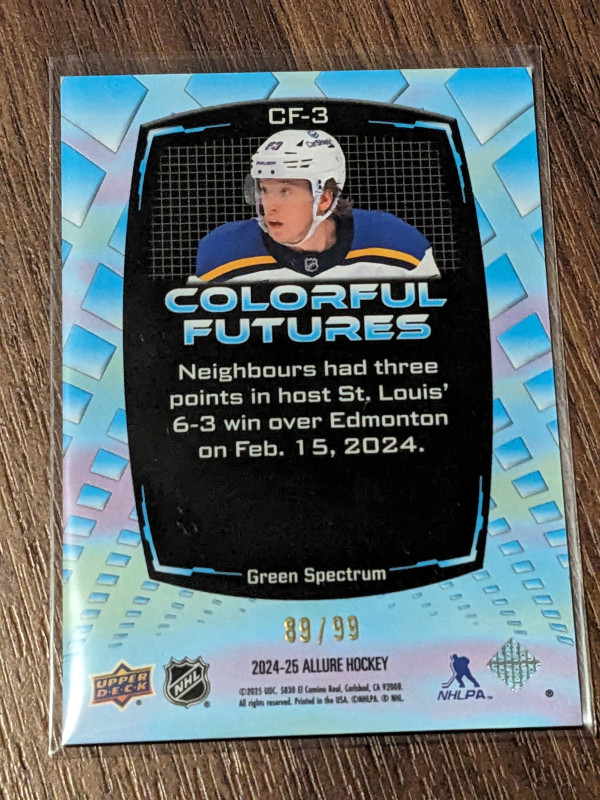 CF-3
COLORFUL
FUTURES
Neighbours had three
points in host St. Louis'
6-3 win over Edmonton
on Feb. 15, 2024.
Green Spectrum
89/99
2024-25 ALLURE HOCKEY
©2025 UDC. 5830 El Camino Real, Carlsbad, CA 92008.
All rights reserved. Printed in the USA. ©NHLPA. ® NHL.
UPPER
D·E·C·K
NHL
NHLPA™
®